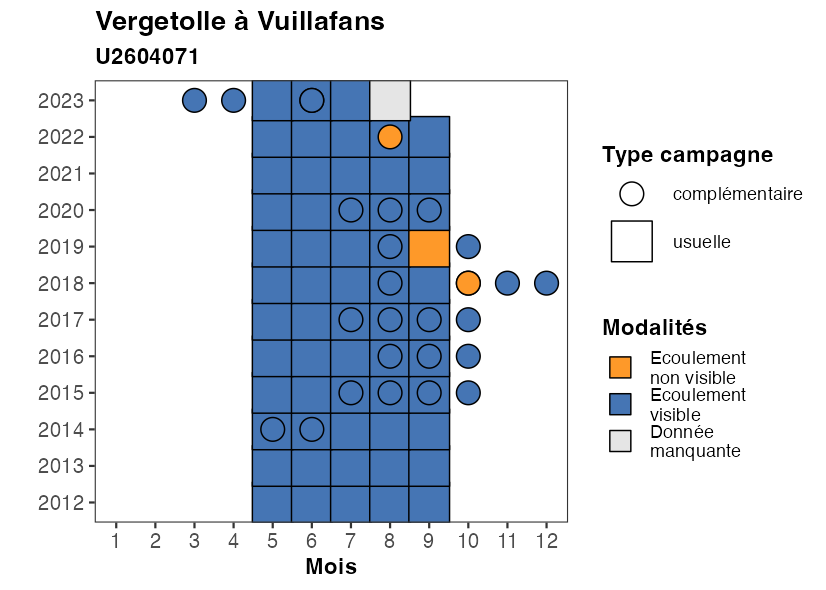 Vergetolle à Vuillafans
U2604071
2023
2022
2021
2020
2019
2018
2017
2016
2015
2014
2013
2012
1 2 3 4 5 6 7 8 9 10 11 12
Mois
Type campagne
complémentaire
usuelle
Modalités
Ecoulement
non visible
Ecoulement
visible
Donnée
manquante